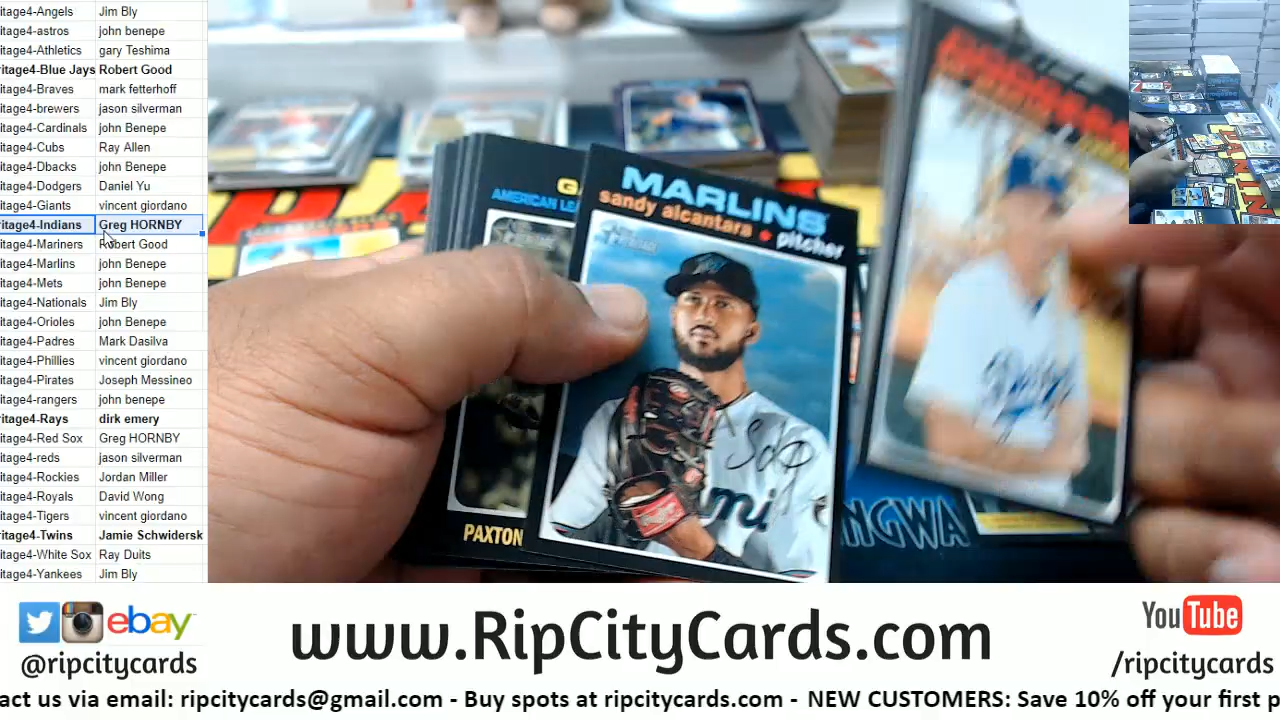 itage4-Angels Jim Bly
itage4-astros john benepe
itage4-Athletics gary Teshima
ritage4-Blue Jays Robert Good
itage4-Braves mark fetterhoff
itage4-brewers jason silverman
itage4-Cardinals john Benepe
itage4-Cubs Ray Allen
itage4-Dbacks john Benepe
itage4-Dodgers Daniel Yu
itage4-Giants vincent giordano
ritage4-Indians Greg HORNBY
itage4-Mariners Robert Good
itage4-Marlins john Benepe
itage4-Mets john Benepe
itage4-Nationals Jim Bly
itage4-Orioles john Benepe
itage4-Padres Mark Dasilva
itage4-Phillies vincent giordano
itage4-Pirates Joseph Messineo
itage4-rangers john benepe
ritage4-Rays dirk emery
itage4-Red Sox Greg HORNBY
itage4-reds jason silverman
itage4-Rockies Jordan Miller
itage4-Royals David Wong
itage4-Tigers vincent giordano
ritage4-Twins Jamie Schwidersk
itage4-White Sox Ray Duits
itage4-Yankees Jim Bly
AMERICAN LEA
PAXTON
MARLINS
sandy alcantara • pitcher
Heritage
NGWA
ebay
@ripcitycards
www.RipCityCards.com
YouTube
/ripcitycards
act us via email: ripcitycards@gmail.com - Buy spots at ripcitycards.com - NEW CUSTOMERS: Save 10% off your first p